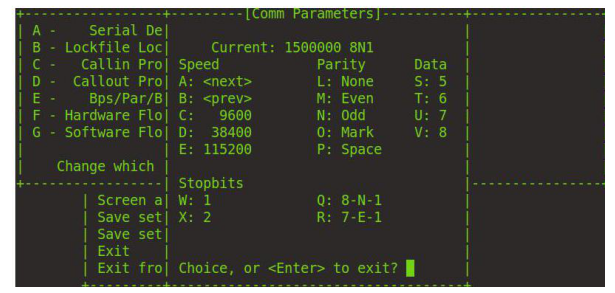 +-----------------+---------[Comm Parameters]----------+----------------
| A -    Serial De|                                    |
| B - Lockfile Loc|     Current: 1500000 8N1           |
| C -   Callin Pro| Speed            Parity      Data  |
| D -  Callout Pro| A: <next>        L: None     S: 5  |
| E -    Bps/Par/B| B: <prev>        M: Even     T: 6  |
| F - Hardware Flo| C:   9600        N: Odd      U: 7  |
| G - Software Flo| D:  38400        O: Mark     V: 8  |
|                 | E: 115200        P: Space          |
|    Change which |                                    |
+-----------------| Stopbits                           |----------------
        | Screen a| W: 1             Q: 8-N-1          |
        | Save set| X: 2             R: 7-E-1          |
        | Save set|                                    |
        | Exit    |                                    |
        | Exit fro| Choice, or <Enter> to exit?        |
        +---------+------------------------------------+